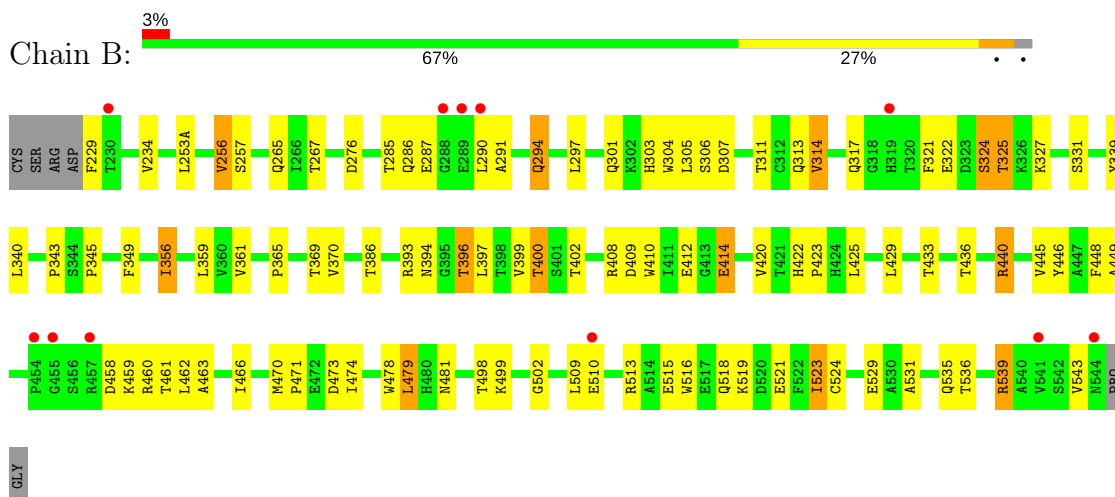 3%
Chain B:
67% 27% • •
CYS SER ARG ASP F229 T230 V234 L253A V256 S257 Q265 I266 T267 D276 T285 Q286 E287 G288 E289 L290 A291 Q294 L297 Q301 K302 H303 W304 L305 S306 D307 T311 C312 Q313 V314 Q317 G318 H319 T320 F321 E322 D323 S324 T325 K326 K327 S331 Y339
L340 P343 S344 P345 F349 I356 L359 V360 V361 P365 T369 V370 T386 R393 N394 G395 T396 L397 T398 V399 T400 S401 T402 R408 D409 W410 I411 E412 G413 E414 V420 T421 H422 P423 H424 L425 L429 T433 T436 R440 V445 Y446 A447 F448 A449
P454 G455 S456 R457 D458 K459 R460 T461 L462 A463 I466 M470 P471 E472 D473 I474 W478 L479 H480 N481 T498 K499 G502 L509 E510 R513 A514 E515 W516 E517 Q518 K519 D520 E521 F522 I523 C524 E529 A530 A531 Q535 T536 R539 A540 V541 S542 V543 N544 PRO
GLY